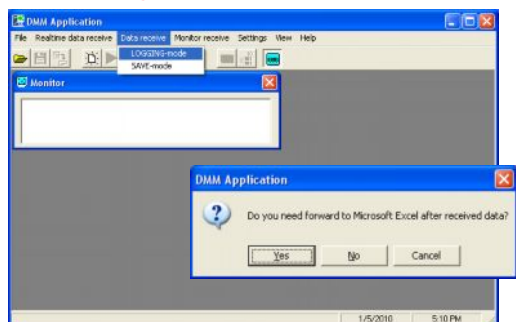 DMM Application
File Realtime data receive Data receive Monitor receive Settings View Help
LOGGING-mode
SAVE-mode
Monitor
DMM Application
Do you need forward to Microsoft Excel after received data?
Yes No Cancel
1/5/2010 5:10 PM